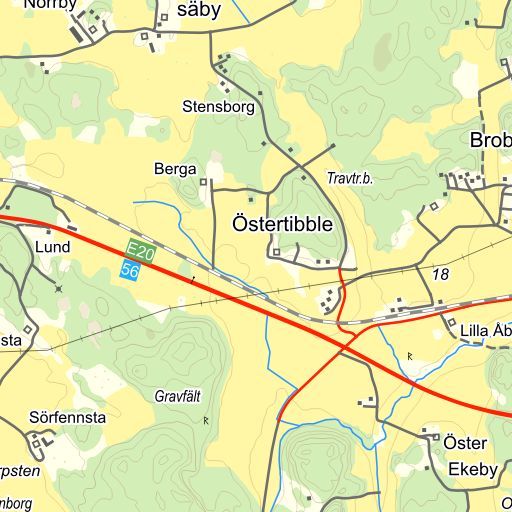 Norrby
säby
Stensborg
Berga
Travtr.b.
Brob
Östertibble
Lund
E20
56
18
sta
Lilla Åb
Gravfält
R
R
Sörfennsta
Öster
Ekeby
rpsten
nborg
O